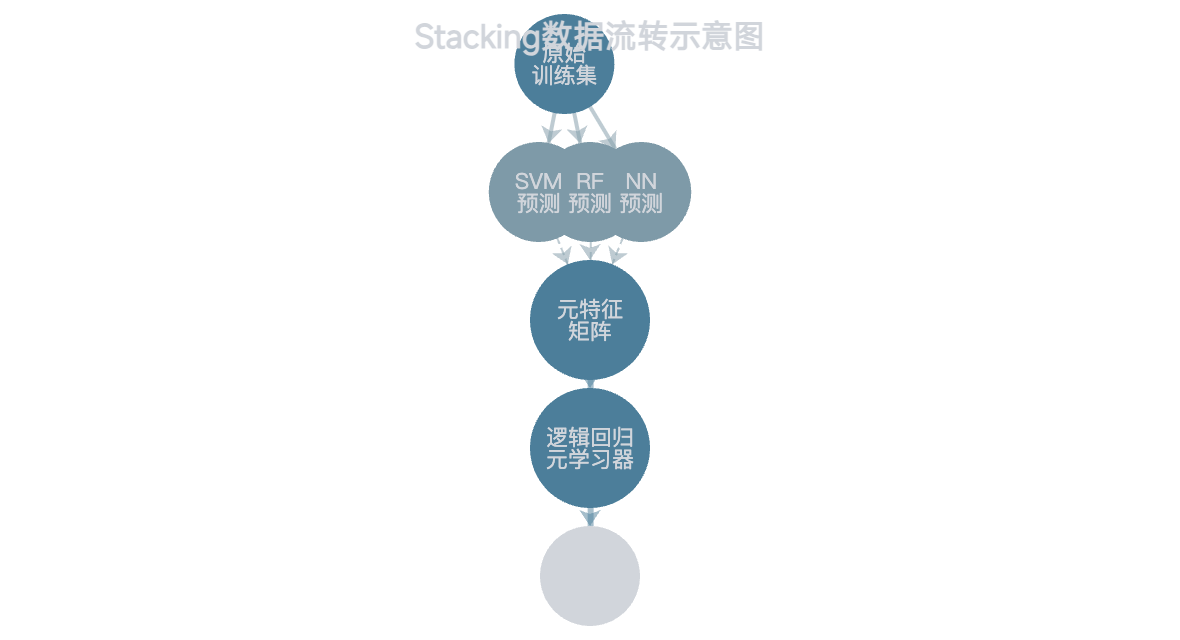 Stacking数据流转示意图
原始
训练集
SVM
预测
RF
预测
NN
预测
元特征
矩阵
逻辑回归
元学习器